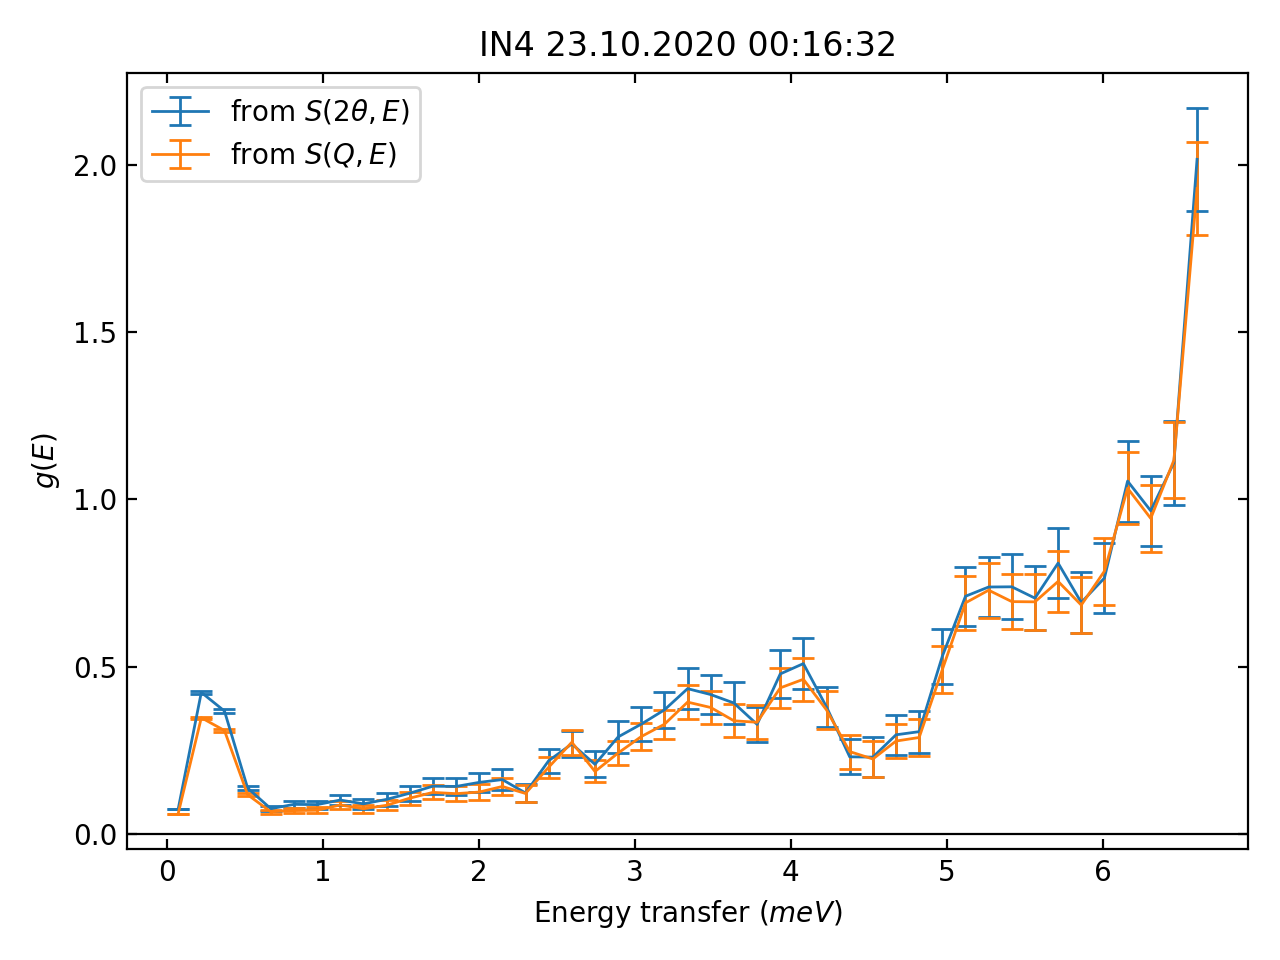 IN4 23.10.2020 00:16:32
from S(2θ, E)
from S(Q, E)
2.0
1.5
1.0
0.5
0.0
g(E)
0 1 2 3 4 5 6
Energy transfer (meV)